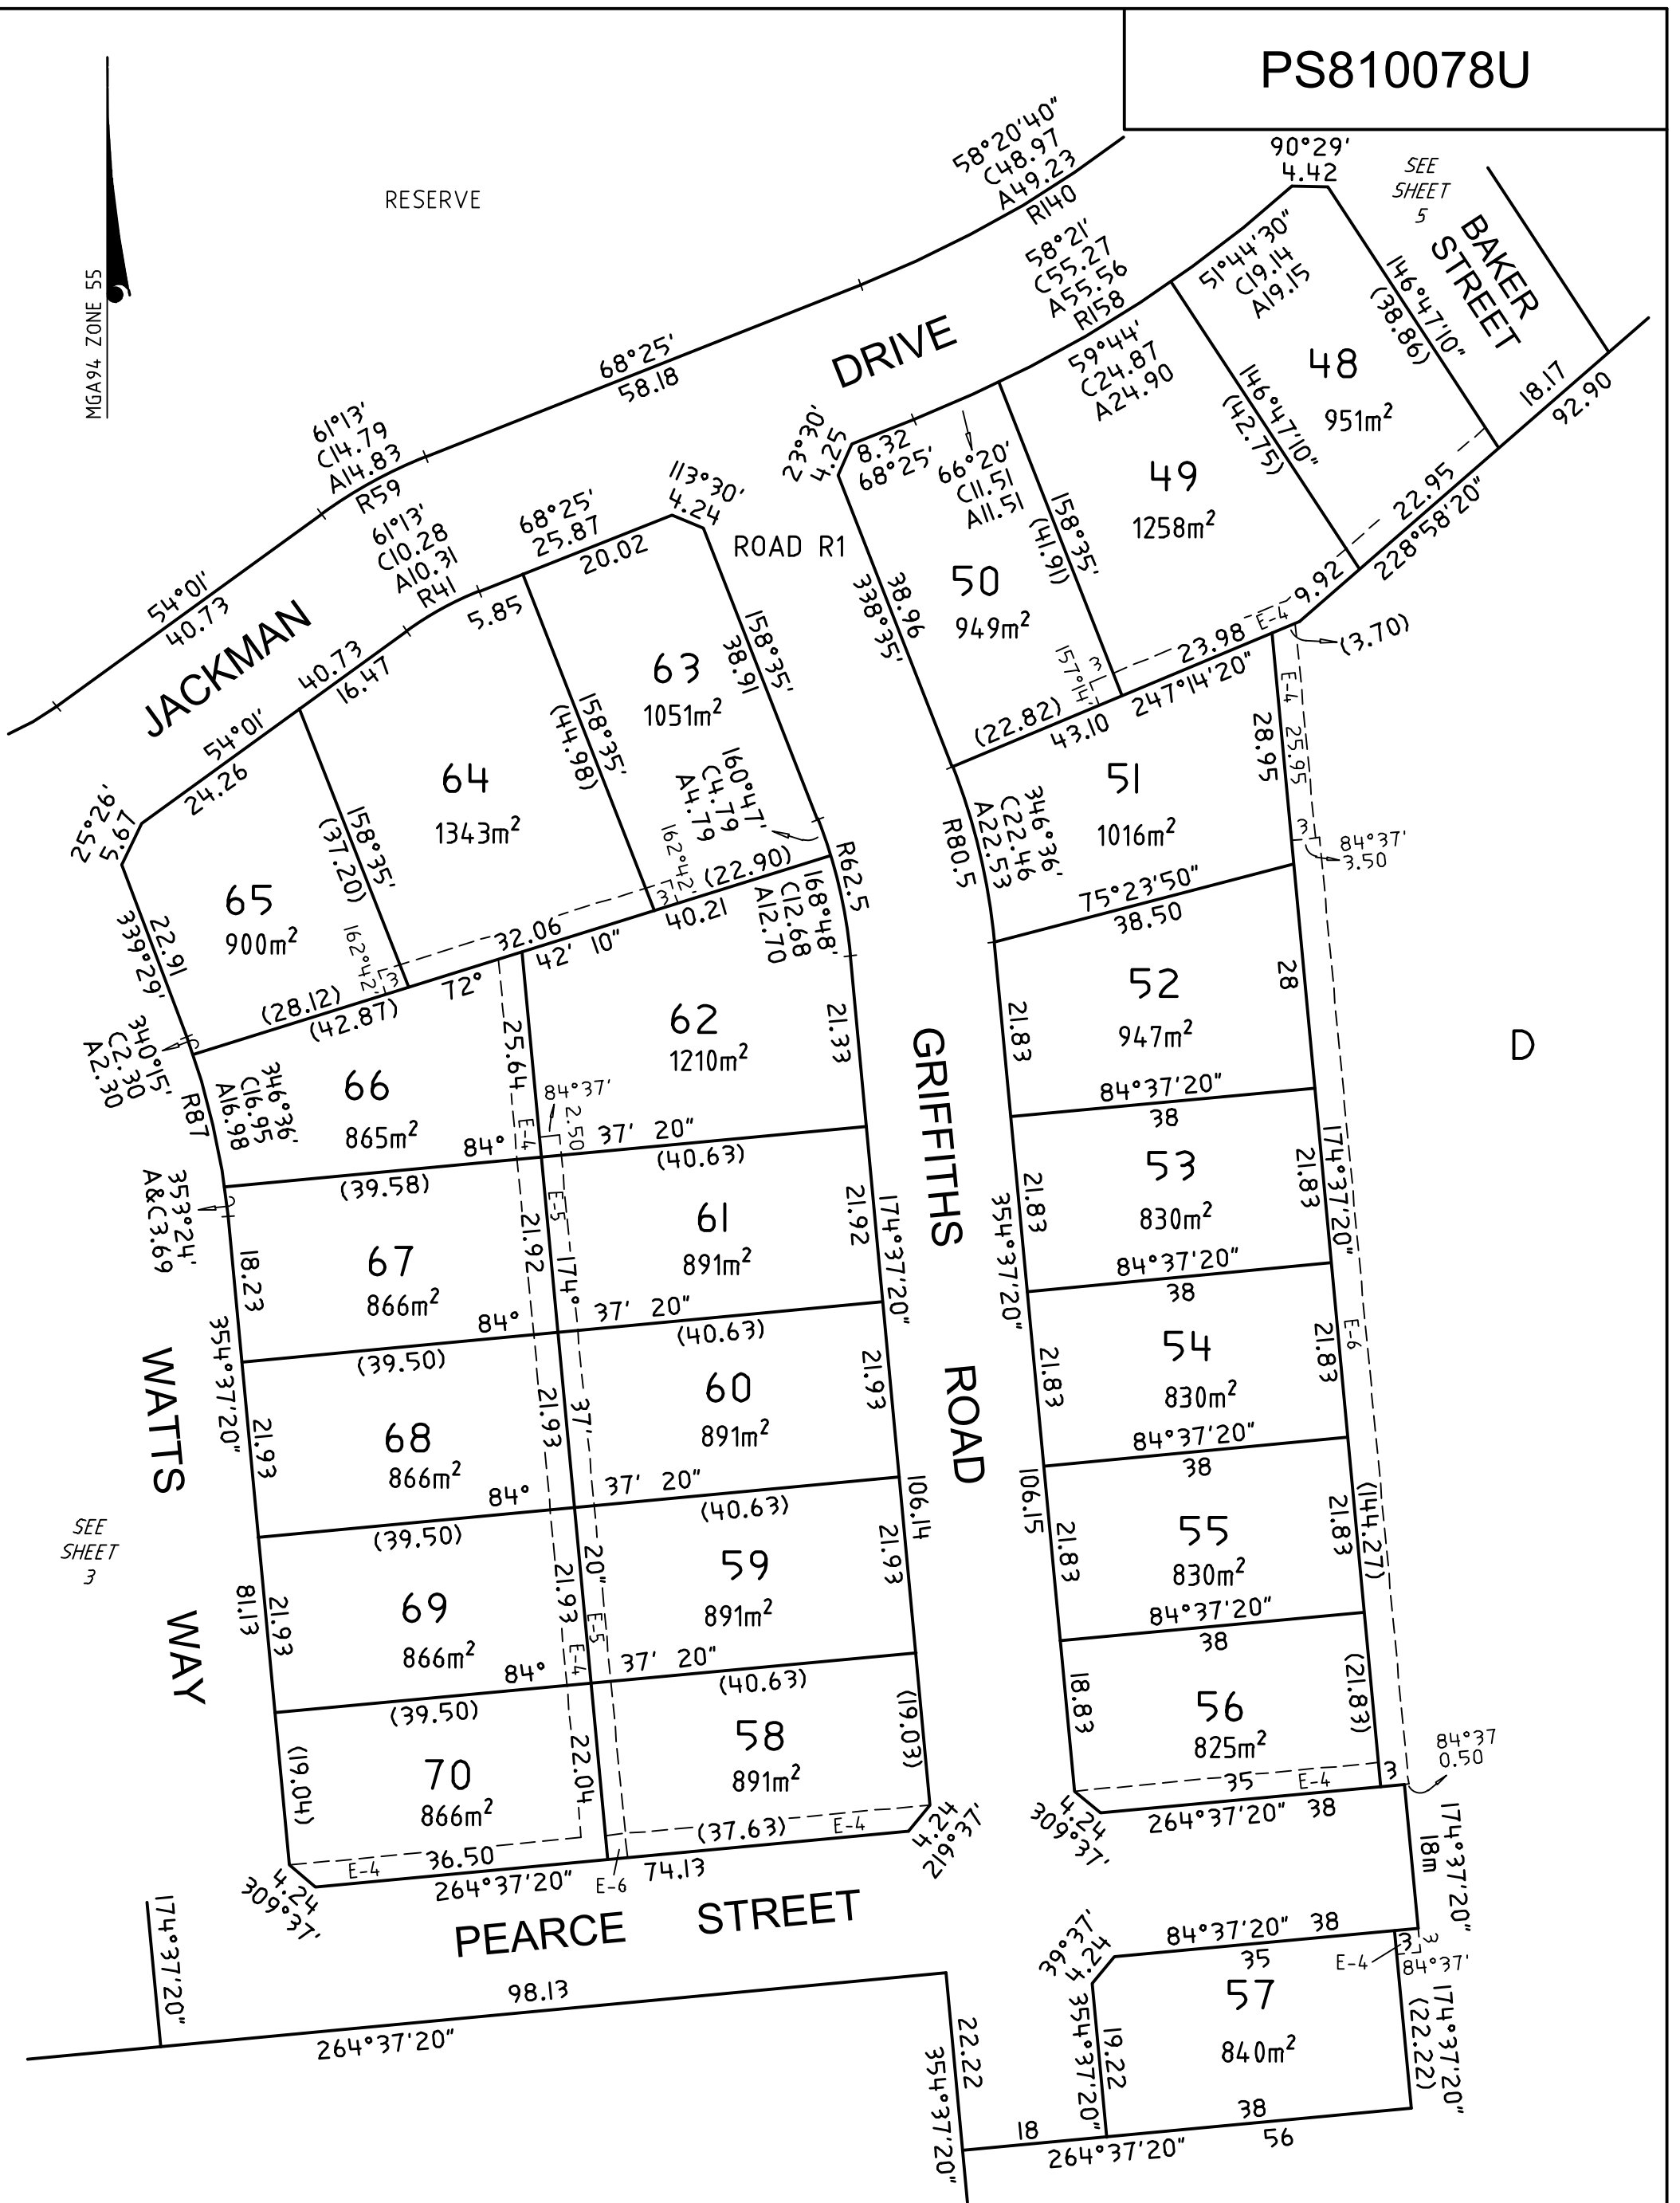 PS810078U
MGA94 ZONE 55
RESERVE
58°20'40"
C48.97
A49.23
R140
90°29'
4.42
SEE
SHEET
5
BAKER
STREET
58°21'
C55.27
A55.56
R158
51°44'30"
C19.14
A19.15
146°47'10"
(38.86)
18.17
92.90
68°25'
58.18
DRIVE
59°44'
C24.87
A24.90
48
951m²
146°47'10"
(42.75)
22.95
228°58'20"
61°13'
C14.79
A14.83
R59
61°13'
C10.28
A10.31
R41
54°01'
40.73
JACKMAN
68°25'
25.87
20.02
5.85
113°30'
4.24
ROAD R1
23°30'
4.25
8.32
68°25'
66°20'
C11.51
A11.51
49
1258m²
158°35'
(41.91)
9.92
E-4
(3.70)
50
949m²
38.96
338°35'
157°14'
3
23.98
247°14'20"
(22.82)
43.10
40.73
16.47
54°01'
24.26
25°26'
5.67
63
1051m²
158°35'
38.91
158°35'
(44.98)
160°47'
C4.79
A4.79
64
1343m²
162°42'
3
(22.90)
40.21
R62.5
168°48'
C12.68
A12.70
158°35'
(37.20)
65
900m²
162°42'
3
339°29'
22.91
(28.12)
(42.87)
32.06
72°
42' 10"
51
1016m²
R80.5
346°36'
C22.46
A22.53
28.95
E-4
25.95
3
84°37'
3.50
75°23'50"
38.50
52
947m²
21.83
28
84°37'20"
38
D
340°15'
C2.30
A2.30
R87
346°36'
C16.95
A16.98
66
865m²
25.64
E-4
84°37'
2.50
62
1210m²
21.33
84°
37' 20"
(39.58)
(40.63)
GRIFFITHS
ROAD
353°24'
A&C3.69
67
866m²
18.23
21.92
E-5
174°
37'
20"
61
891m²
21.92
174°37'20"
84°
37' 20"
(39.50)
(40.63)
53
830m²
21.83
354°37'20"
21.83
174°37'20"
84°37'20"
38
WATTS
WAY
354°37'20"
68
866m²
21.93
21.93
60
891m²
21.93
84°
37' 20"
(39.50)
(40.63)
54
830m²
21.83
21.83
E-6
84°37'20"
38
SEE
SHEET
3
81.13
69
866m²
21.93
21.93
E-4
E-5
59
891m²
21.93
106.14
84°
37' 20"
(39.50)
(40.63)
106.15
55
830m²
21.83
21.83
(144.27)
84°37'20"
38
70
866m²
(19.04)
22.04
36.50
E-4
4.24
309°37'
264°37'20"
E-6
74.13
58
891m²
(19.03)
(37.63)
E-4
4.24
219°37'
56
825m²
18.83
(21.83)
35
E-4
3
84°37
0.50
4.24
309°37'
264°37'20"
38
174°37'20"
18m
PEARCE STREET
174°37'20"
98.13
264°37'20"
39°37'
4.24
84°37'20"
38
35
E-4
3
3
84°37'
57
840m²
354°37'20"
19.22
174°37'20"
(22.22)
22.22
354°37'20"
18
38
264°37'20"
56